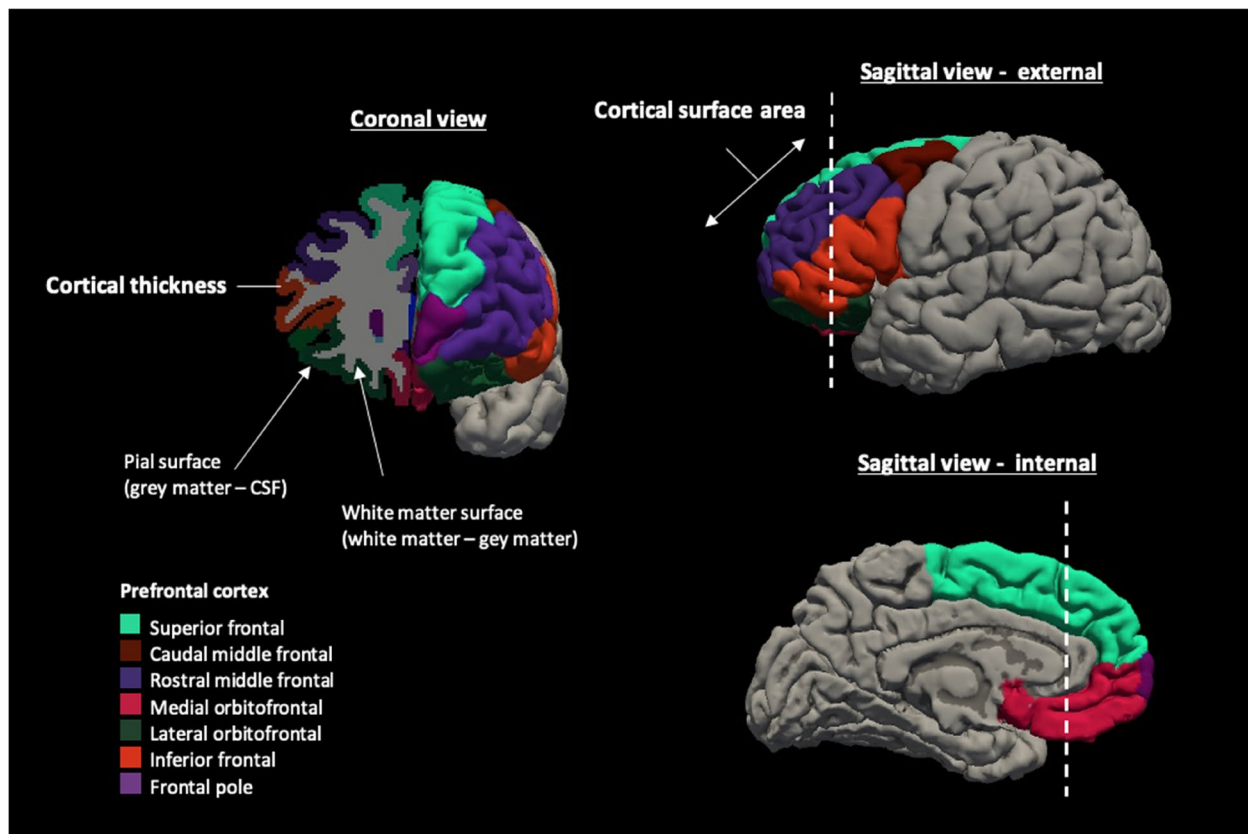 Sagittal view - external
Cortical surface area
Coronal view
Cortical thickness
Pial surface
(grey matter – CSF)
White matter surface
(white matter – gey matter)
Sagittal view - internal
Prefrontal cortex
Superior frontal
Caudal middle frontal
Rostral middle frontal
Medial orbitofrontal
Lateral orbitofrontal
Inferior frontal
Frontal pole